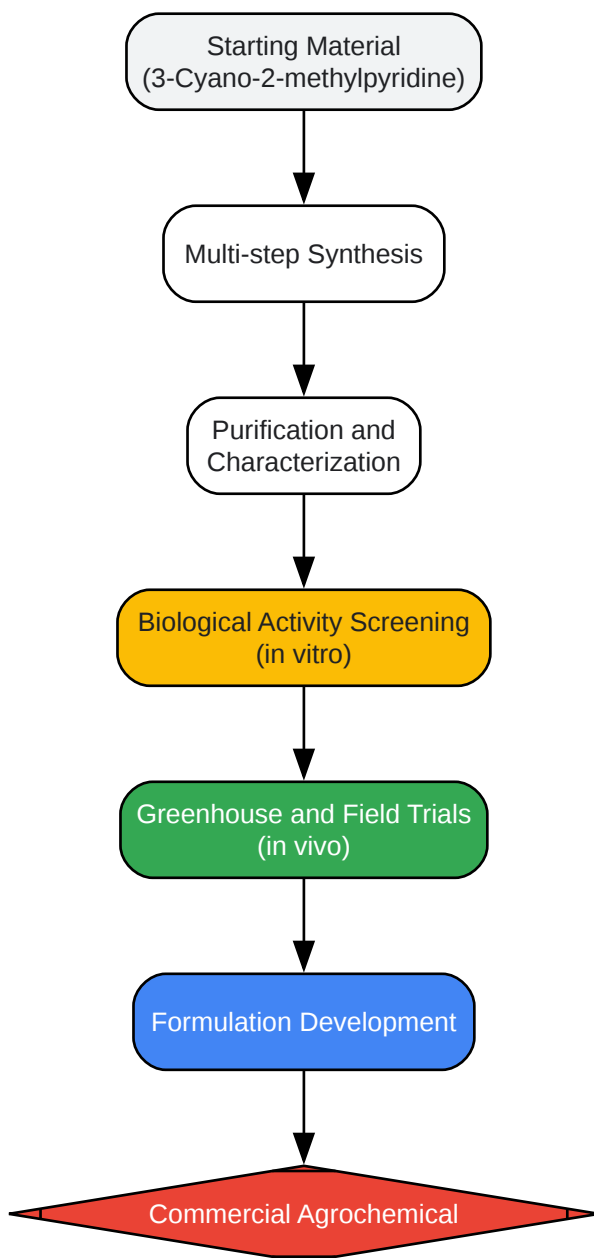 Starting Material
(3-Cyano-2-methylpyridine)
Multi-step Synthesis
Purification and
Characterization
Biological Activity Screening
(in vitro)
Greenhouse and Field Trials
(in vivo)
Formulation Development
Commercial Agrochemical